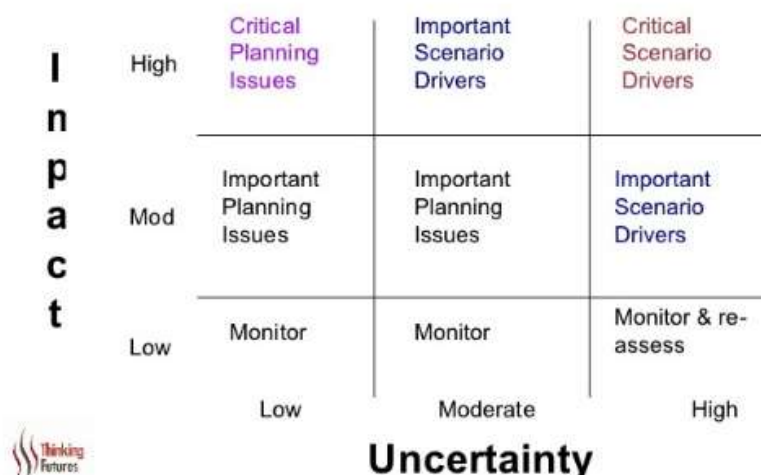 Impact
High
Critical
Planning
Issues
Important
Scenario
Drivers
Critical
Scenario
Drivers
Mod
Important
Planning
Issues
Important
Planning
Issues
Important
Scenario
Drivers
Low
Monitor
Monitor
Monitor & re-
assess
Low
Moderate
High
Uncertainty
Thinking
Futures